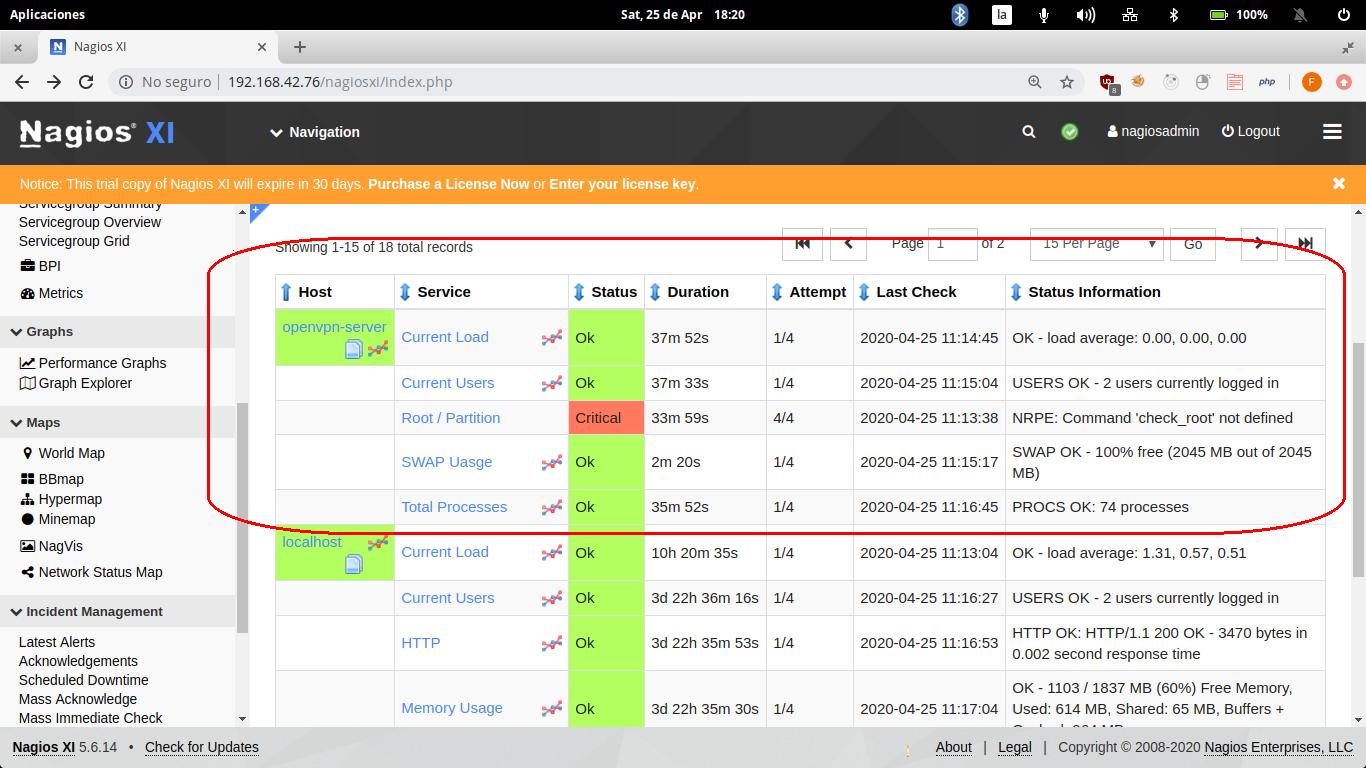 Aplicaciones
Sat, 25 de Apr 18:20
la
100%
Nagios XI
No seguro
192.168.42.76/nagiosxi/index.php
8
php
F
Nagios® XI
Navigation
nagiosadmin
Logout
Notice: This trial copy of Nagios XI will expire in 30 days. Purchase a License Now or Enter your license key.
Servicegroup Summary
Servicegroup Overview
Servicegroup Grid
BPI
Metrics
Graphs
Performance Graphs
Graph Explorer
Maps
World Map
BBmap
Hypermap
Minemap
NagVis
Network Status Map
Incident Management
Latest Alerts
Acknowledgements
Scheduled Downtime
Mass Acknowledge
Mass Immediate Check
Showing 1-15 of 18 total records
Page 1 of 2
15 Per Page
Go
Host Service Status Duration Attempt Last Check Status Information
openvpn-server Current Load Ok 37m 52s 1/4 2020-04-25 11:14:45 OK - load average: 0.00, 0.00, 0.00
Current Users Ok 37m 33s 1/4 2020-04-25 11:15:04 USERS OK - 2 users currently logged in
Root / Partition Critical 33m 59s 4/4 2020-04-25 11:13:38 NRPE: Command 'check_root' not defined
SWAP Uasge Ok 2m 20s 1/4 2020-04-25 11:15:17 SWAP OK - 100% free (2045 MB out of 2045
MB)
Total Processes Ok 35m 52s 1/4 2020-04-25 11:16:45 PROCS OK: 74 processes
localhost Current Load Ok 10h 20m 35s 1/4 2020-04-25 11:13:04 OK - load average: 1.31, 0.57, 0.51
Current Users Ok 3d 22h 36m 16s 1/4 2020-04-25 11:16:27 USERS OK - 2 users currently logged in
HTTP Ok 3d 22h 35m 53s 1/4 2020-04-25 11:16:53 HTTP OK: HTTP/1.1 200 OK - 3470 bytes in
0.002 second response time
Memory Usage Ok 3d 22h 35m 30s 1/4 2020-04-25 11:17:04 OK - 1103 / 1837 MB (60%) Free Memory,
Used: 614 MB, Shared: 65 MB, Buffers +
Nagios XI 5.6.14 • Check for Updates
About | Legal | Copyright © 2008-2020 Nagios Enterprises, LLC